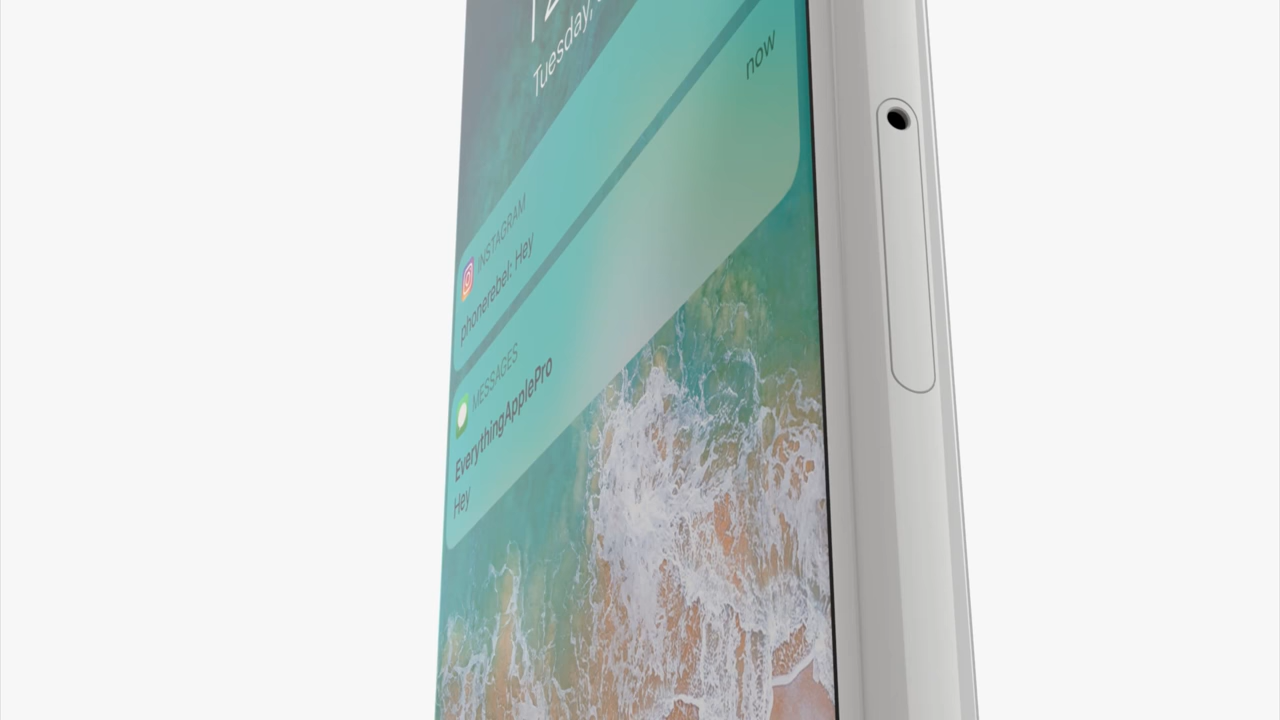 Tuesday,
now
INSTAGRAM
phonerebel: Hey
MESSAGES
EverythingApplePro
Hey